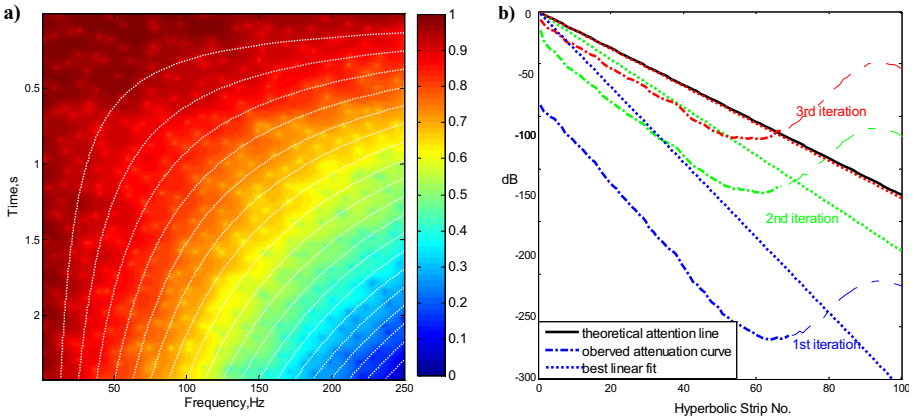 a)
0.5
1
1.5
2
Time,s
50
100
150
200
250
Frequency,Hz
1
0.9
0.8
0.7
0.6
0.5
0.4
0.3
0.2
0.1
0
b)
0
-50
-100
-150
-200
-250
-300
dB
3rd iteration
2nd iteration
1st iteration
theoretical attention line
oberved attenuation curve
best linear fit
0
20
40
60
80
100
Hyperbolic Strip No.